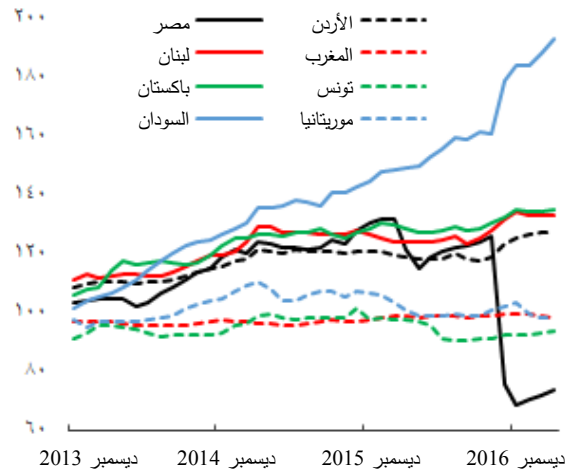 ٢٠٠
١٨٠
١٦٠
١٤٠
١٢٠
١٠٠
٨٠
٦٠
مصر
الأردن
لبنان
المغرب
باكستان
تونس
السودان
موريتانيا
ديسمبر 2013
ديسمبر 2014
ديسمبر 2015
ديسمبر 2016